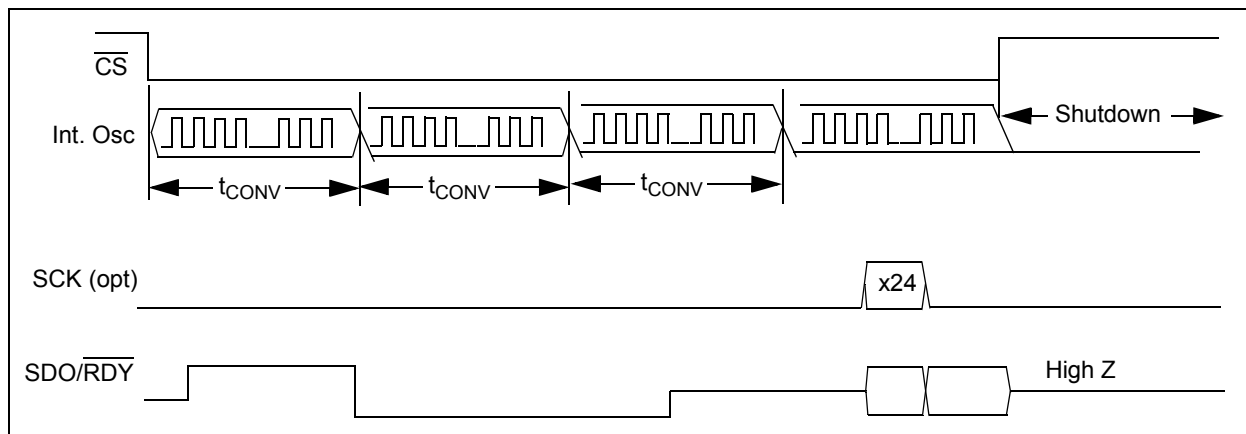 CS
Int. Osc
Shutdown
tCONV tCONV tCONV
SCK (opt)
x24
SDO/RDY
High Z